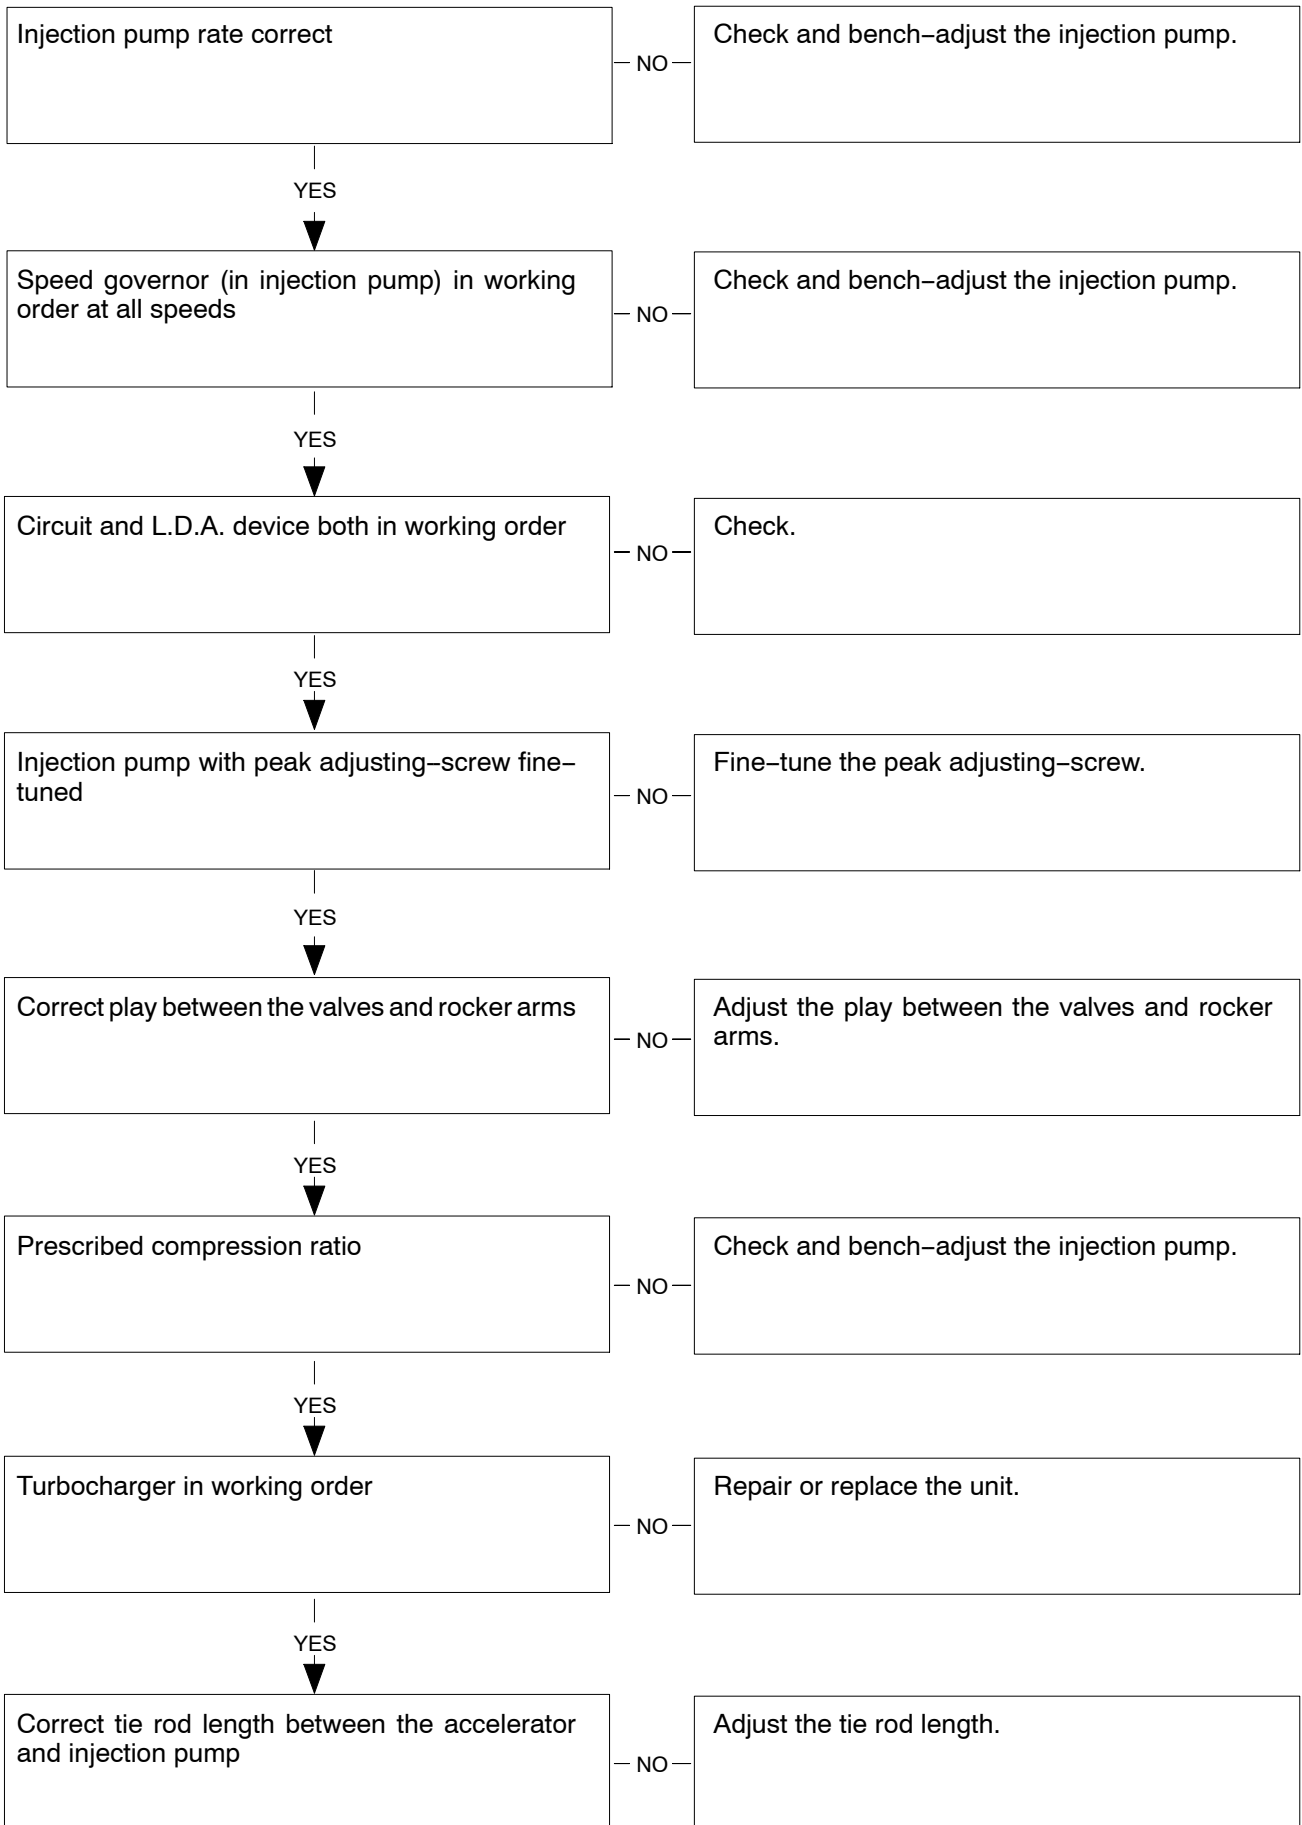 Injection pump rate correct
NO
Check and bench–adjust the injection pump.
YES
Speed governor (in injection pump) in working
order at all speeds
NO
Check and bench–adjust the injection pump.
YES
Circuit and L.D.A. device both in working order
NO
Check.
YES
Injection pump with peak adjusting–screw fine–
tuned
NO
Fine–tune the peak adjusting–screw.
YES
Correct play between the valves and rocker arms
NO
Adjust the play between the valves and rocker
arms.
YES
Prescribed compression ratio
NO
Check and bench–adjust the injection pump.
YES
Turbocharger in working order
NO
Repair or replace the unit.
YES
Correct tie rod length between the accelerator
and injection pump
NO
Adjust the tie rod length.